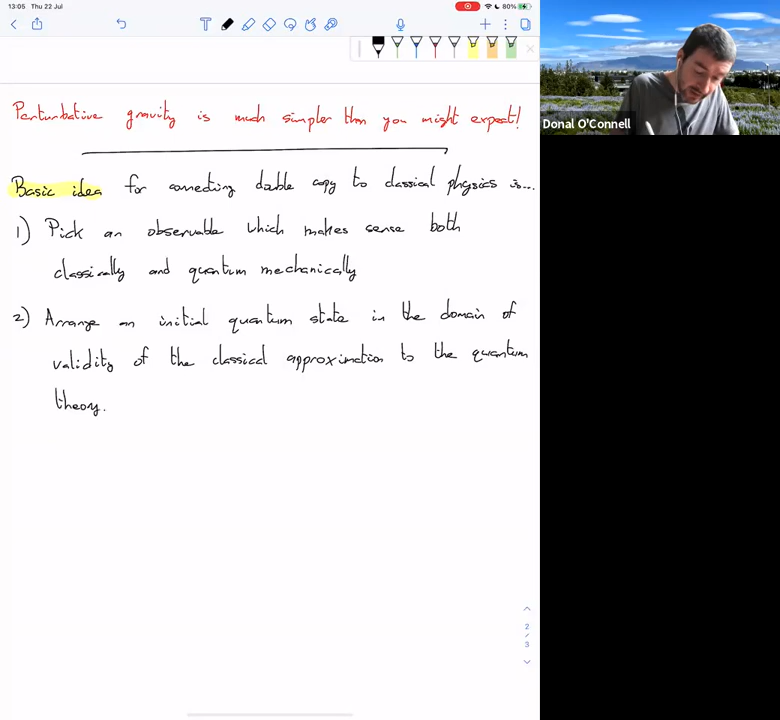 13:05 Thu 22 Jul
80%
Perturbative gravity is much simpler than you might expect!
Basic idea for connecting double copy to classical physics is...
1) Pick an observable which makes sense both
classically and quantum mechanically
2) Arrange an initial quantum state in the domain of
validity of the classical approximation to the quantum
theory.
Donal O'Connell
2
/
3